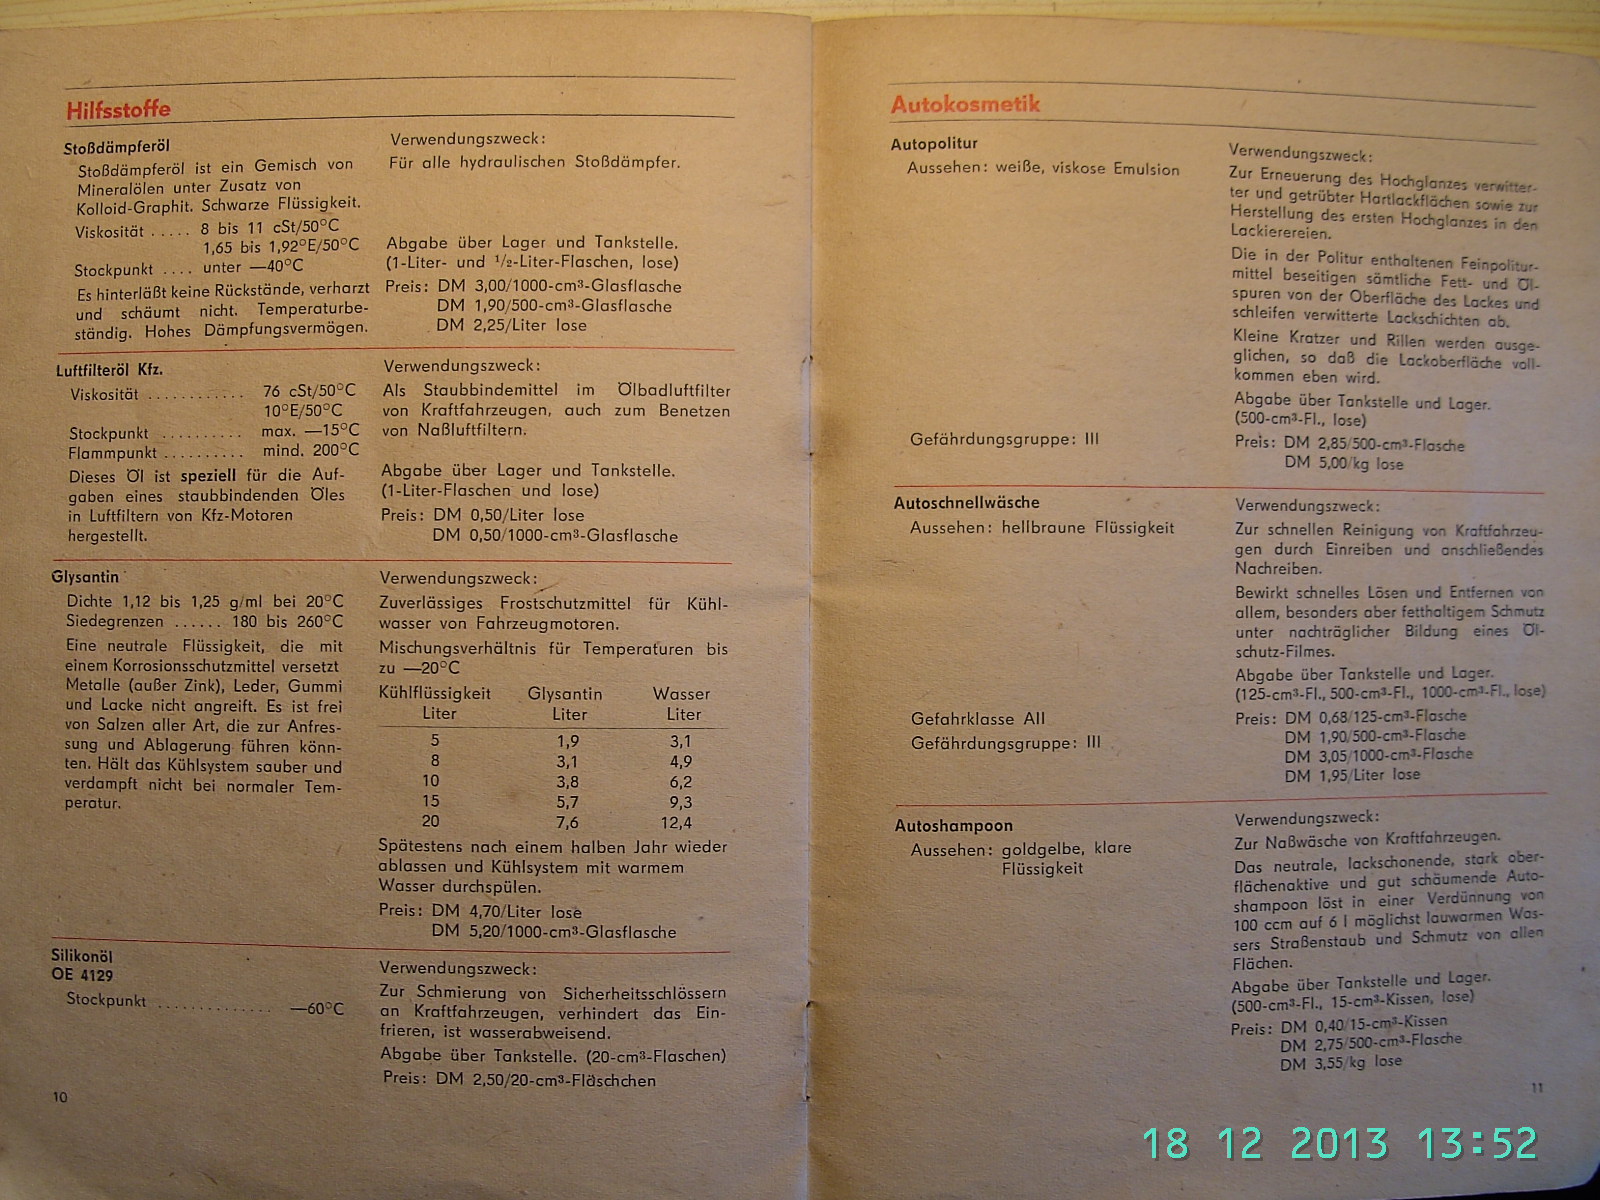 Hilfsstoffe
Stoßdämpferöl
Stoßdämpferöl ist ein Gemisch von
Mineralölen unter Zusatz von
Kolloid-Graphit. Schwarze Flüssigkeit.
Viskosität ..... 8 bis 11 cSt/50°C
1,65 bis 1,92°E/50°C
Stockpunkt .... unter —40°C
Es hinterläßt keine Rückstände, verharzt
und schäumt nicht. Temperaturbe-
ständig. Hohes Dämpfungsvermögen.
Verwendungszweck:
Für alle hydraulischen Stoßdämpfer.
Abgabe über Lager und Tankstelle.
(1-Liter- und 1/2-Liter-Flaschen, lose)
Preis: DM 3,00/1000-cm³-Glasflasche
DM 1,90/500-cm³-Glasflasche
DM 2,25/Liter lose
Luftfilteröl Kfz.
Viskosität ............ 76 cSt/50°C
10°E/50°C
Stockpunkt .......... max. —15°C
Flammpunkt .......... mind. 200°C
Dieses Öl ist speziell für die Auf-
gaben eines staubbindenden Öles
in Luftfiltern von Kfz-Motoren
hergestellt.
Verwendungszweck:
Als Staubbindemittel im Ölbadluftfilter
von Kraftfahrzeugen, auch zum Benetzen
von Naßluftfiltern.
Abgabe über Lager und Tankstelle.
(1-Liter-Flaschen und lose)
Preis: DM 0,50/Liter lose
DM 0,50/1000-cm³-Glasflasche
Glysantin
Dichte 1,12 bis 1,25 g/ml bei 20°C
Siedegrenzen ...... 180 bis 260°C
Eine neutrale Flüssigkeit, die mit
einem Korrosionsschutzmittel versetzt
Metalle (außer Zink), Leder, Gummi
und Lacke nicht angreift. Es ist frei
von Salzen aller Art, die zur Anfres-
sung und Ablagerung führen könn-
ten. Hält das Kühlsystem sauber und
verdampft nicht bei normaler Tem-
peratur.
Verwendungszweck:
Zuverlässiges Frostschutzmittel für Kühl-
wasser von Fahrzeugmotoren.
Mischungsverhältnis für Temperaturen bis
zu —20°C
Kühlflüssigkeit Glysantin Wasser
Liter Liter Liter
5 1,9 3,1
8 3,1 4,9
10 3,8 6,2
15 5,7 9,3
20 7,6 12,4
Spätestens nach einem halben Jahr wieder
ablassen und Kühlsystem mit warmem
Wasser durchspülen.
Preis: DM 4,70/Liter lose
DM 5,20/1000-cm³-Glasflasche
Silikonöl
OE 4129
Stockpunkt ............. —60°C
Verwendungszweck:
Zur Schmierung von Sicherheitsschlössern
an Kraftfahrzeugen, verhindert das Ein-
frieren, ist wasserabweisend.
Abgabe über Tankstelle. (20-cm³-Flaschen)
Preis: DM 2,50/20-cm³-Fläschchen
10
Autokosmetik
Autopolitur
Aussehen: weiße, viskose Emulsion
Gefährdungsgruppe: III
Verwendungszweck:
Zur Erneuerung des Hochglanzes verwitter-
ter und getrübter Hartlackflächen sowie zur
Herstellung des ersten Hochglanzes in den
Lackierereien.
Die in der Politur enthaltenen Feinpolitur-
mittel beseitigen sämtliche Fett- und Öl-
spuren von der Oberfläche des Lackes und
schleifen verwitterte Lackschichten ab.
Kleine Kratzer und Rillen werden ausge-
glichen, so daß die Lackoberfläche voll-
kommen eben wird.
Abgabe über Tankstelle und Lager.
(500-cm³-Fl., lose)
Preis: DM 2,85/500-cm³-Flasche
DM 5,00/kg lose
Autoschnellwäsche
Aussehen: hellbraune Flüssigkeit
Gefahrklasse AII
Gefährdungsgruppe: III
Verwendungszweck:
Zur schnellen Reinigung von Kraftfahrzeu-
gen durch Einreiben und anschließendes
Nachreiben.
Bewirkt schnelles Lösen und Entfernen von
allem, besonders aber fetthaltigem Schmutz
unter nachträglicher Bildung eines Öl-
schutz-Filmes.
Abgabe über Tankstelle und Lager.
(125-cm³-Fl., 500-cm³-Fl., 1000-cm³-Fl., lose)
Preis: DM 0,68/125-cm³-Flasche
DM 1,90/500-cm³-Flasche
DM 3,05/1000-cm³-Flasche
DM 1,95/Liter lose
Autoshampoon
Aussehen: goldgelbe, klare
Flüssigkeit
Verwendungszweck:
Zur Naßwäsche von Kraftfahrzeugen.
Das neutrale, lackschonende, stark ober-
flächenaktive und gut schäumende Auto-
shampoon löst in einer Verdünnung von
100 ccm auf 6 l möglichst lauwarmen Was-
sers Straßenstaub und Schmutz von allen
Flächen.
Abgabe über Tankstelle und Lager.
(500-cm³-Fl., 15-cm³-Kissen, lose)
Preis: DM 0,40/15-cm³-Kissen
DM 2,75/500-cm³-Flasche
DM 3,55/kg lose
11
18 12 2013 13:52